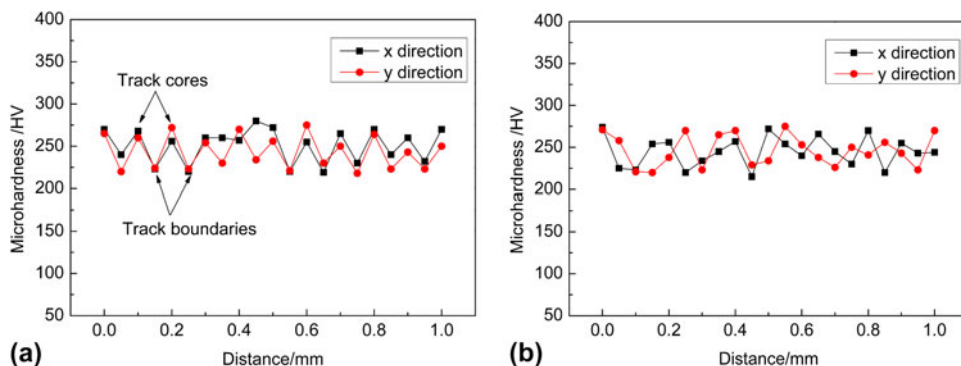 400
350
300
250
200
150
100
50
Microhardness /HV
x direction
y direction
Track cores
Track boundaries
0.0 0.2 0.4 0.6 0.8 1.0
Distance/mm
(a)
400
350
300
250
200
150
100
50
Microhardness /HV
x direction
y direction
0.0 0.2 0.4 0.6 0.8 1.0
Distance/mm
(b)